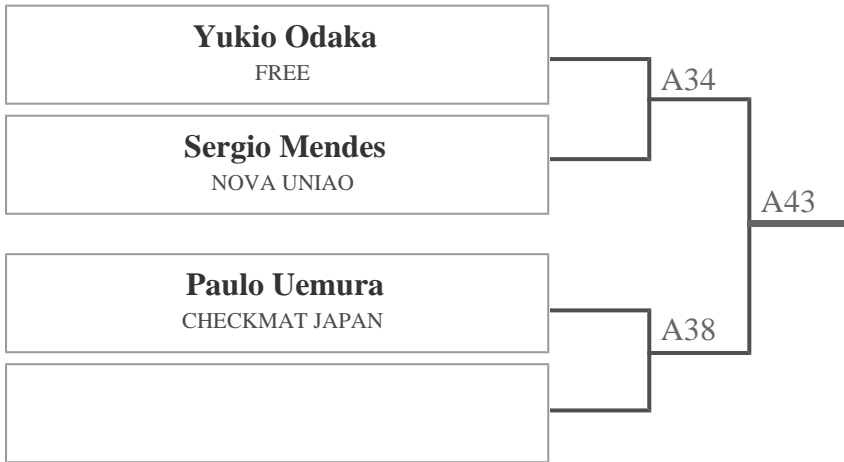 Yukio Odaka
FREE
A34
Sergio Mendes
NOVA UNIAO
A43
Paulo Uemura
CHECKMAT JAPAN
A38